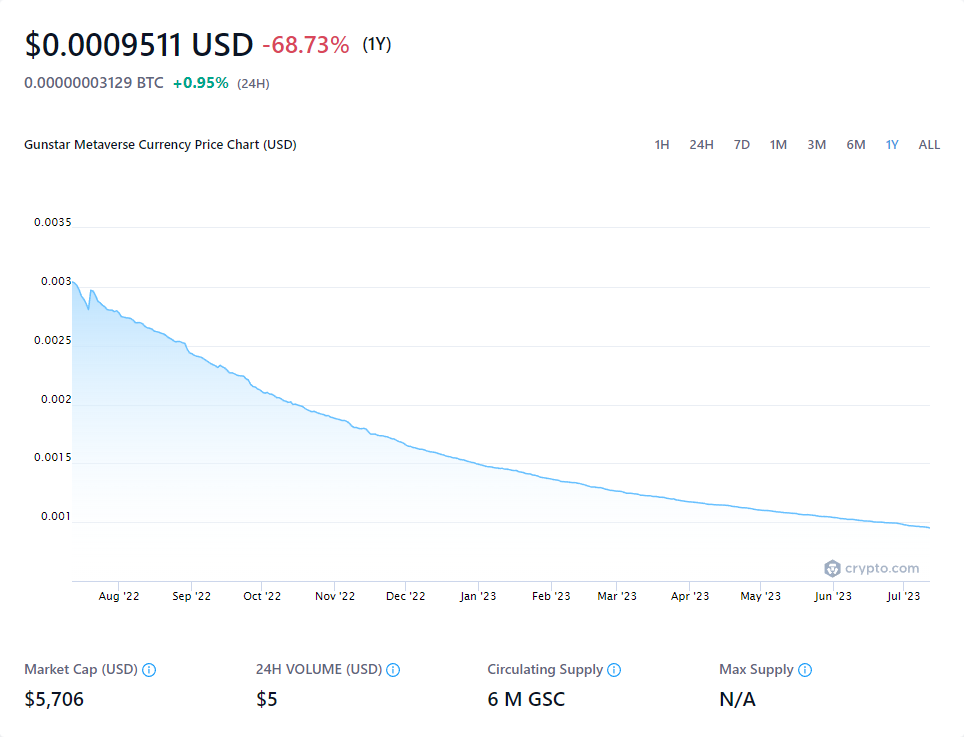 $0.0009511 USD -68.73% (1Y)
0.00000003129 BTC +0.95% (24H)
Gunstar Metaverse Currency Price Chart (USD) 1H 24H 7D 1M 3M 6M 1Y ALL
0.0035
0.003
0.0025
0.002
0.0015
0.001
crypto.com
Aug '22 Sep '22 Oct '22 Nov '22 Dec '22 Jan '23 Feb '23 Mar '23 Apr '23 May '23 Jun '23 Jul '23
Market Cap (USD) 24H VOLUME (USD) Circulating Supply Max Supply
$5,706 $5 6 M GSC N/A